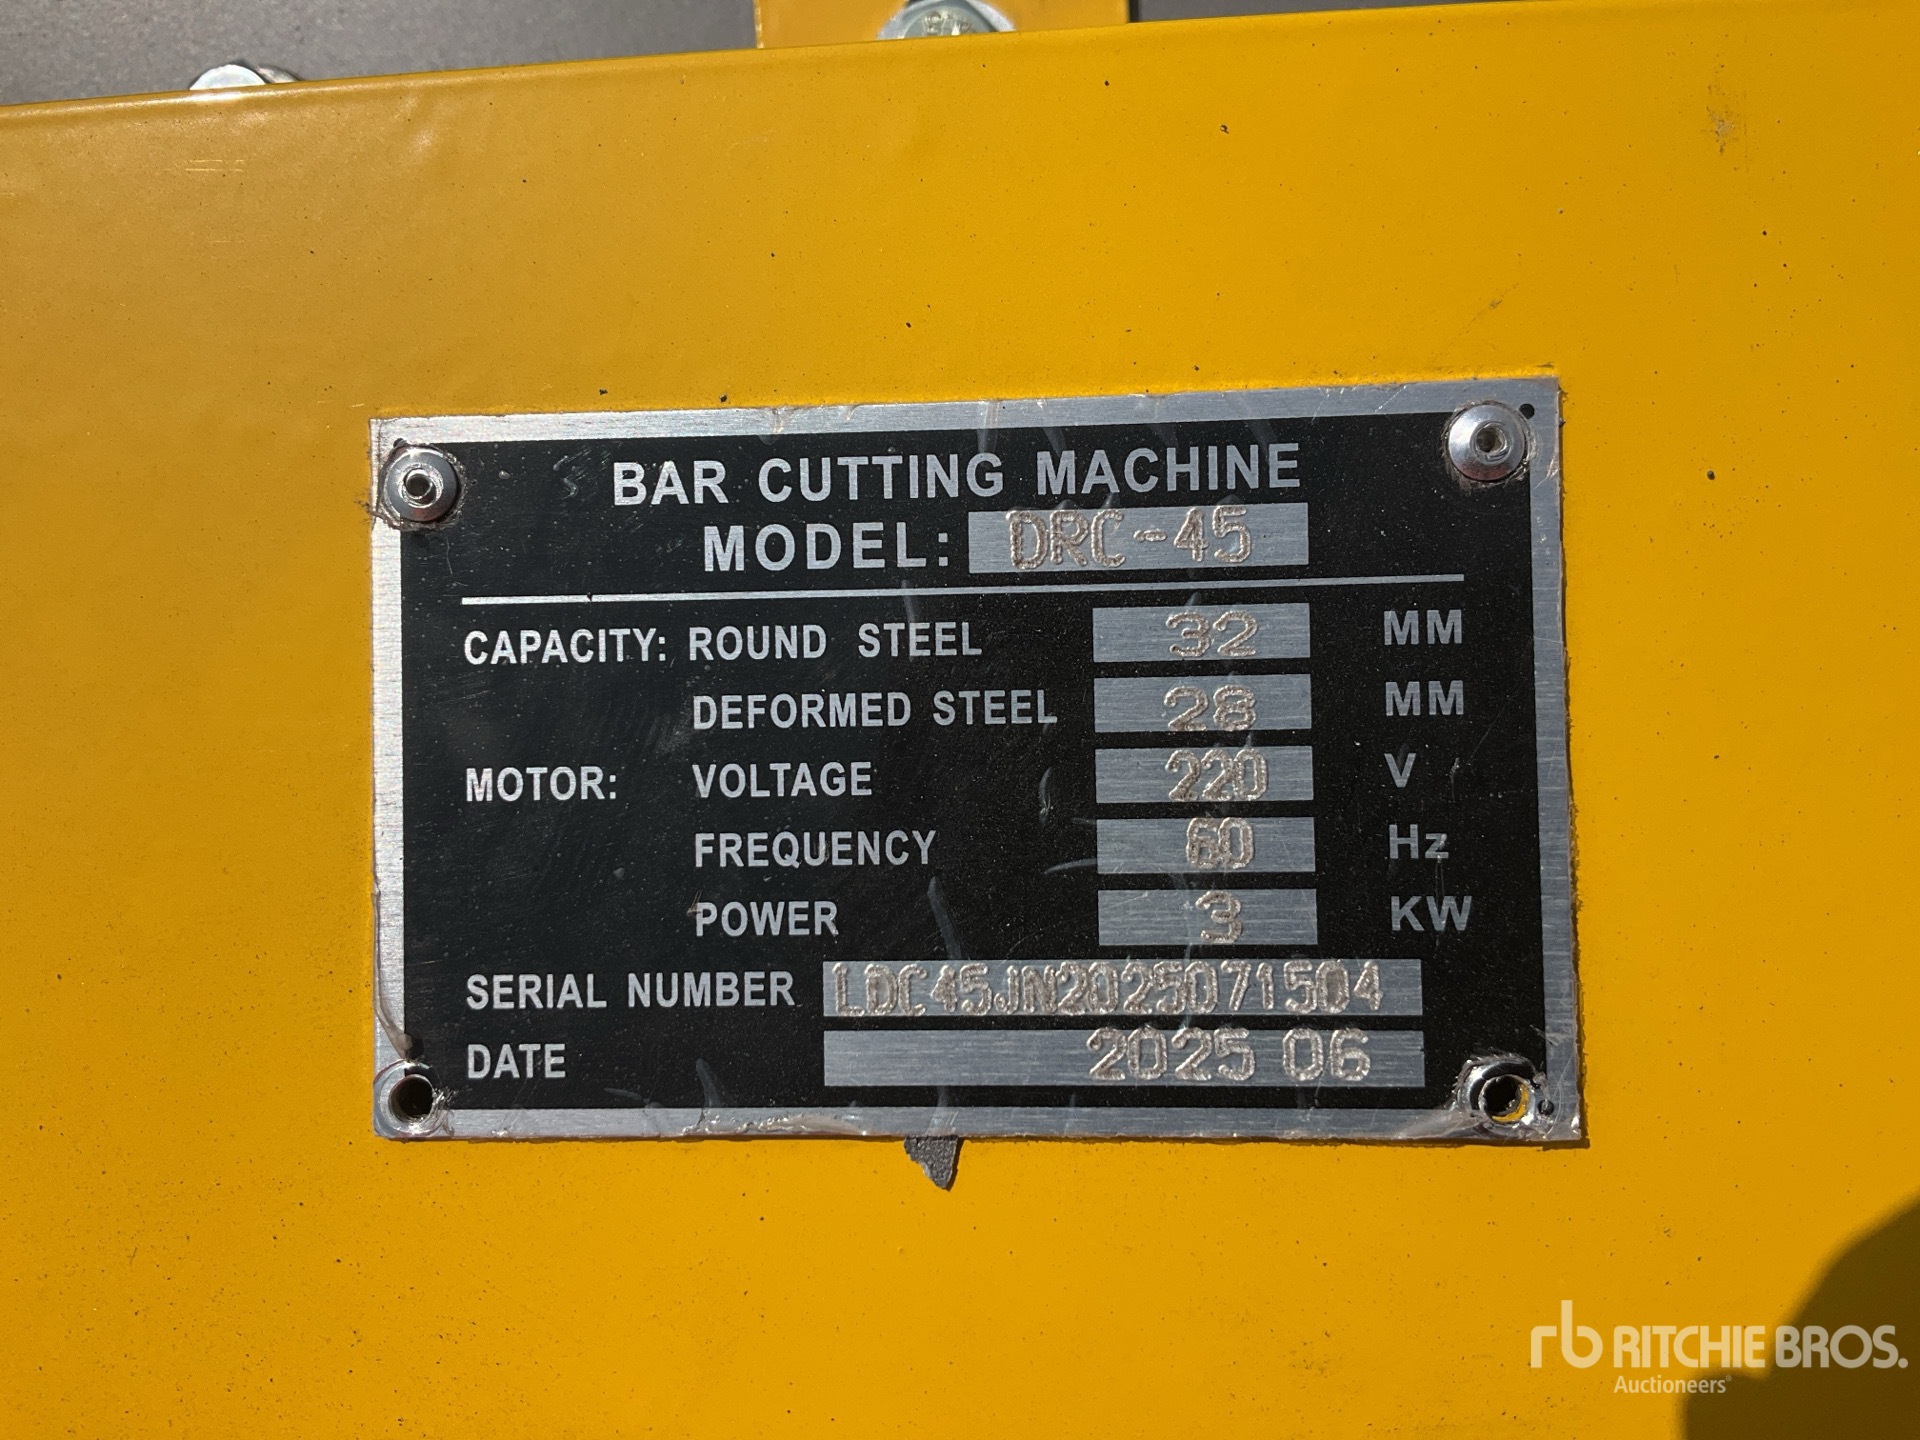 BAR CUTTING MACHINE
MODEL: DRC-45
CAPACITY: ROUND STEEL 32 MM
DEFORMED STEEL 28 MM
MOTOR: VOLTAGE 220 V
FREQUENCY 60 Hz
POWER 3 KW
SERIAL NUMBER LDC45JN2025071504
DATE 2025 06
rb RITCHIE BROS.
Auctioneers